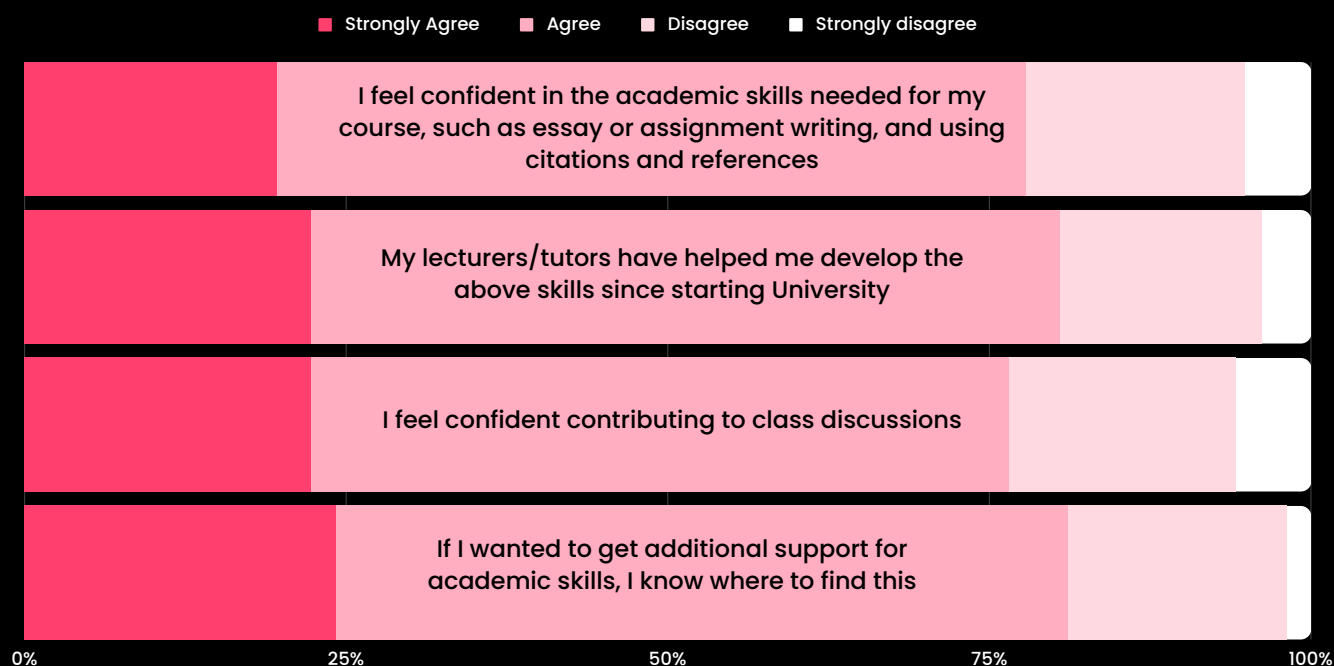 Strongly Agree Agree Disagree Strongly disagree
I feel confident in the academic skills needed for my
course, such as essay or assignment writing, and using
citations and references
My lecturers/tutors have helped me develop the
above skills since starting University
I feel confident contributing to class discussions
If I wanted to get additional support for
academic skills, I know where to find this
0% 25% 50% 75% 100%